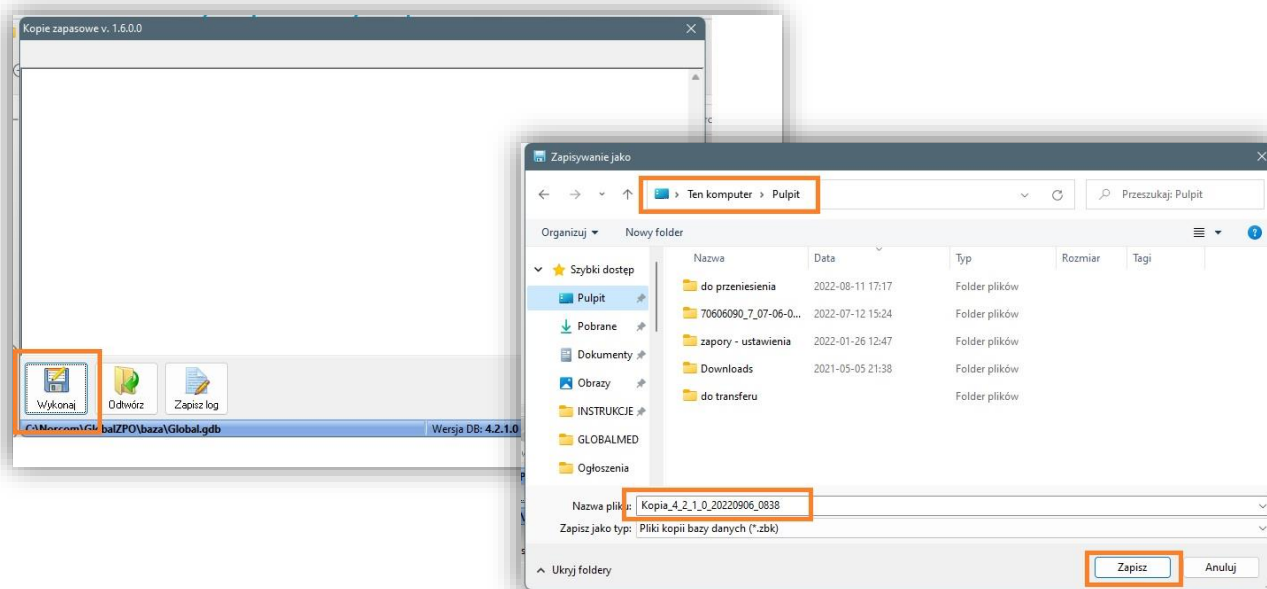 Kopie zapasowe v. 1.6.0.0
Wykonaj
Odtwórz
Zapisz log
C:\Norcom\GlobalZPO\baza\Global.gdb
Wersja DB: 4.2.1.0
Zapisywanie jako
Ten komputer > Pulpit
Przeszukaj: Pulpit
Organizuj
Nowy folder
Nazwa Data Typ Rozmiar Tagi
Szybki dostęp
Pulpit
Pobrane
Dokumenty
Obrazy
INSTRUKCJE
GLOBALMED
Ogłoszenia
do przeniesienia 2022-08-11 17:17 Folder plików
70606090_7_07-06-0... 2022-07-12 15:24 Folder plików
zapory - ustawienia 2022-01-26 12:47 Folder plików
Downloads 2021-05-05 21:38 Folder plików
do transferu Folder plików
Nazwa pliku: Kopia_4_2_1_0_20220906_0838
Zapisz jako typ: Pliki kopii bazy danych (*.zbk)
Ukryj foldery
Zapisz
Anuluj